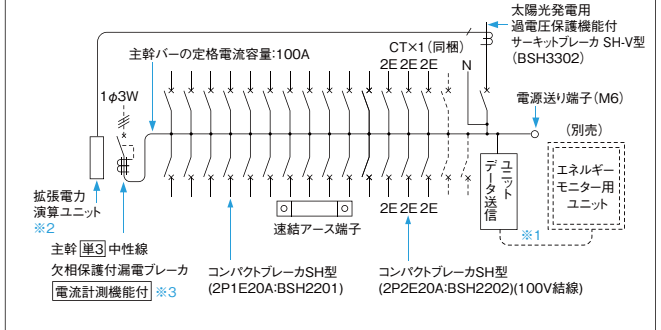 太陽光発電用
過電圧保護機能付
サーキットブレーカ SH-V型
(BSH3302)
CT×1(同梱)
主幹バーの定格電流容量:100A
2E 2E 2E
N
1φ3W
電源送り端子(M6)
(別売)
エネルギー
モニター用
ユニット
データ送信
ユニット
※1
拡張電力
演算ユニット
※2
速結アース端子
2E 2E 2E
主幹 単3 中性線
欠相保護付漏電ブレーカ
電流計測機能付 ※3
コンパクトブレーカSH型
(2P1E20A:BSH2201)
コンパクトブレーカSH型
(2P2E20A:BSH2202)(100V結線)